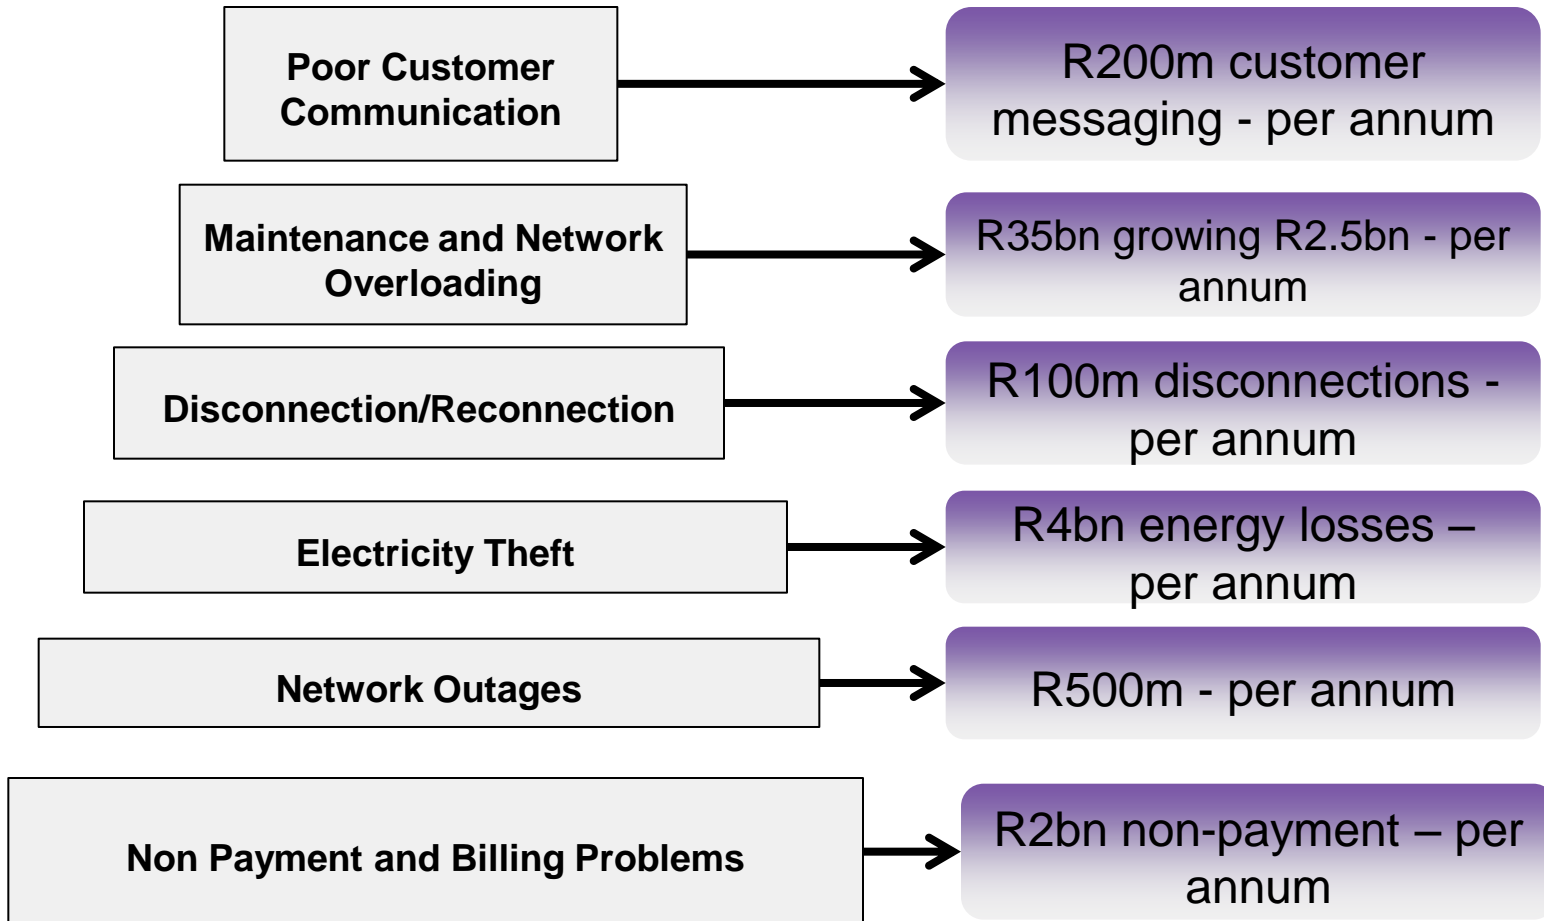 Poor Customer
Communication
R200m customer
messaging - per annum
Maintenance and Network
Overloading
R35bn growing R2.5bn - per
annum
Disconnection/Reconnection
R100m disconnections -
per annum
Electricity Theft
R4bn energy losses –
per annum
Network Outages
R500m - per annum
Non Payment and Billing Problems
R2bn non-payment – per
annum